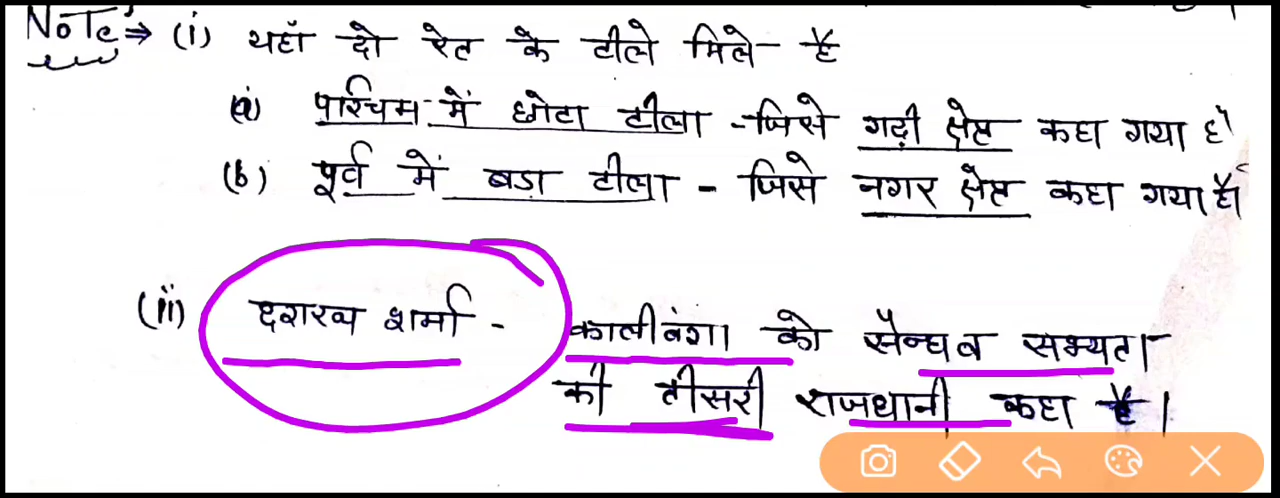 NoTe ⇒ (i) यहाँ दो रेत के टीले मिले है
(a) पश्चिम में छोटा टीला - जिसे गढ़ी क्षेत्र कहा गया है
(b) पूर्व में बड़ा टीला - जिसे नगर क्षेत्र कहा गया है।
(ii) दशरथ शर्मा - कालीबंगा को सैन्धव सभ्यता
की तीसरी राजधानी कहा है।